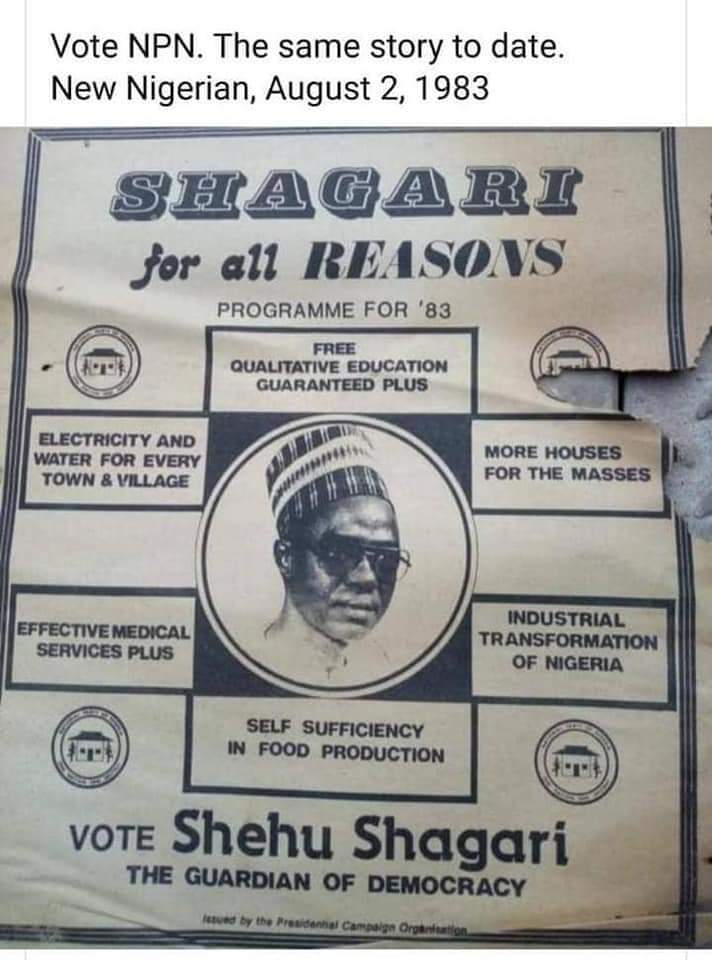 Vote NPN. The same story to date.
New Nigerian, August 2, 1983
SHAGARI
for all REASONS
PROGRAMME FOR '83
FREE
QUALITATIVE EDUCATION
GUARANTEED PLUS
ELECTRICITY AND
WATER FOR EVERY
TOWN & VILLAGE
MORE HOUSES
FOR THE MASSES
EFFECTIVE MEDICAL
SERVICES PLUS
INDUSTRIAL
TRANSFORMATION
OF NIGERIA
SELF SUFFICIENCY
IN FOOD PRODUCTION
VOTE Shehu Shagari
THE GUARDIAN OF DEMOCRACY
Issued by the Presidential Campaign Organisation